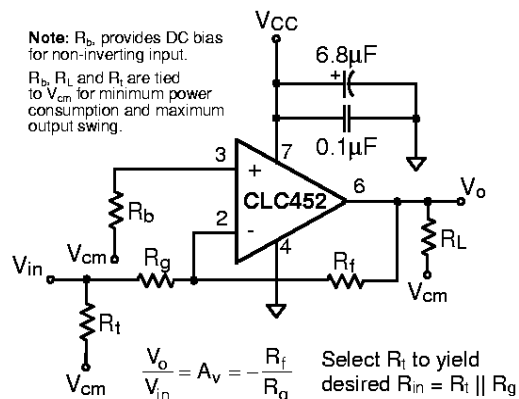 Note: Rb, provides DC bias
for non-inverting input.
Rb, RL and Rt are tied
to Vcm for minimum power
consumption and maximum
output swing.
VCC
6.8µF
+
0.1µF
3
7
+
CLC452
6
Vo
Rb
2
-
4
RL
Vcm
Vin
Rg
Rf
Vcm
Rt
Vcm
Vo
Vin
= Av = -
Rf
Rg
Select Rt to yield
desired Rin = Rt || Rg